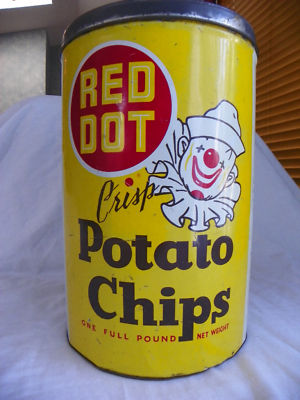 RED
DOT
Crisp
Potato
Chips
ONE FULL POUND NET WEIGHT